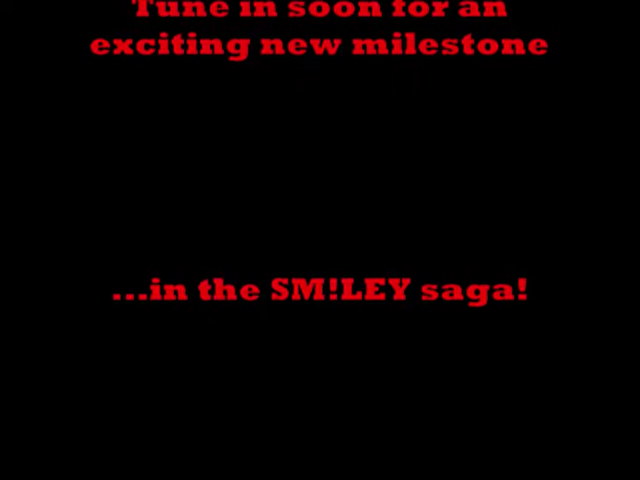 Tune in soon for an
exciting new milestone
...in the SM!LEY saga!